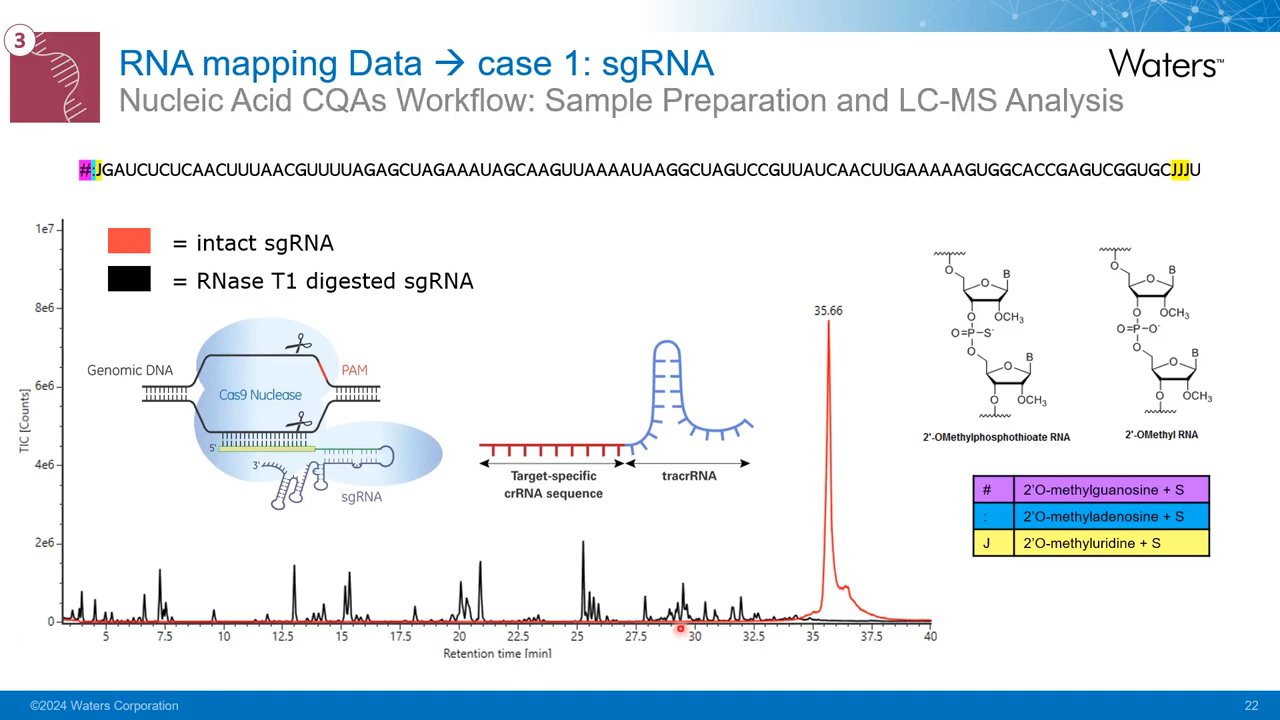 3
RNA mapping Data → case 1: sgRNA
Waters™
Nucleic Acid CQAs Workflow: Sample Preparation and LC-MS Analysis
#:JGAUCUCUCAACUUUAACGUUUUAGAGCUAGAAAUAGCAAGUUAAAAUAAGGCUAGUCCGUUAUCAACUUGAAAAAGUGGCACCGAGUCGGUGCJJJU
1e7
8e6
6e6
4e6
2e6
0
TIC [Counts]
= intact sgRNA
= RNase T1 digested sgRNA
Genomic DNA
PAM
Cas9 Nuclease
5'
3'
sgRNA
Target-specific
crRNA sequence
tracrRNA
35.66
5 7.5 10 12.5 15 17.5 20 22.5 25 27.5 30 32.5 35 37.5 40
Retention time [min]
O B
O
O OCH3
O=P-S-
O B
O
O OCH3
2'-OMethylphosphothioate RNA
O B
O
O OCH3
O=P-O-
O B
O
O OCH3
2'-OMethyl RNA
# 2'O-methylguanosine + S
: 2'O-methyladenosine + S
J 2'O-methyluridine + S
©2024 Waters Corporation
22